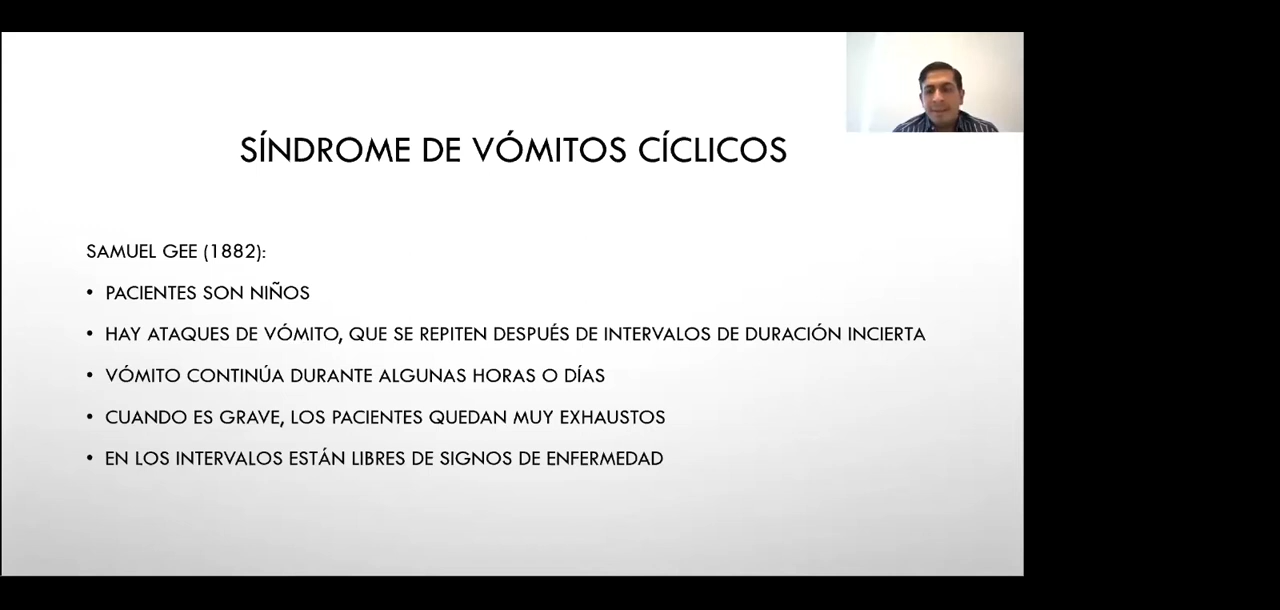 SÍNDROME DE VÓMITOS CÍCLICOS
SAMUEL GEE (1882):
• PACIENTES SON NIÑOS
• HAY ATAQUES DE VÓMITO, QUE SE REPITEN DESPUÉS DE INTERVALOS DE DURACIÓN INCIERTA
• VÓMITO CONTINÚA DURANTE ALGUNAS HORAS O DÍAS
• CUANDO ES GRAVE, LOS PACIENTES QUEDAN MUY EXHAUSTOS
• EN LOS INTERVALOS ESTÁN LIBRES DE SIGNOS DE ENFERMEDAD